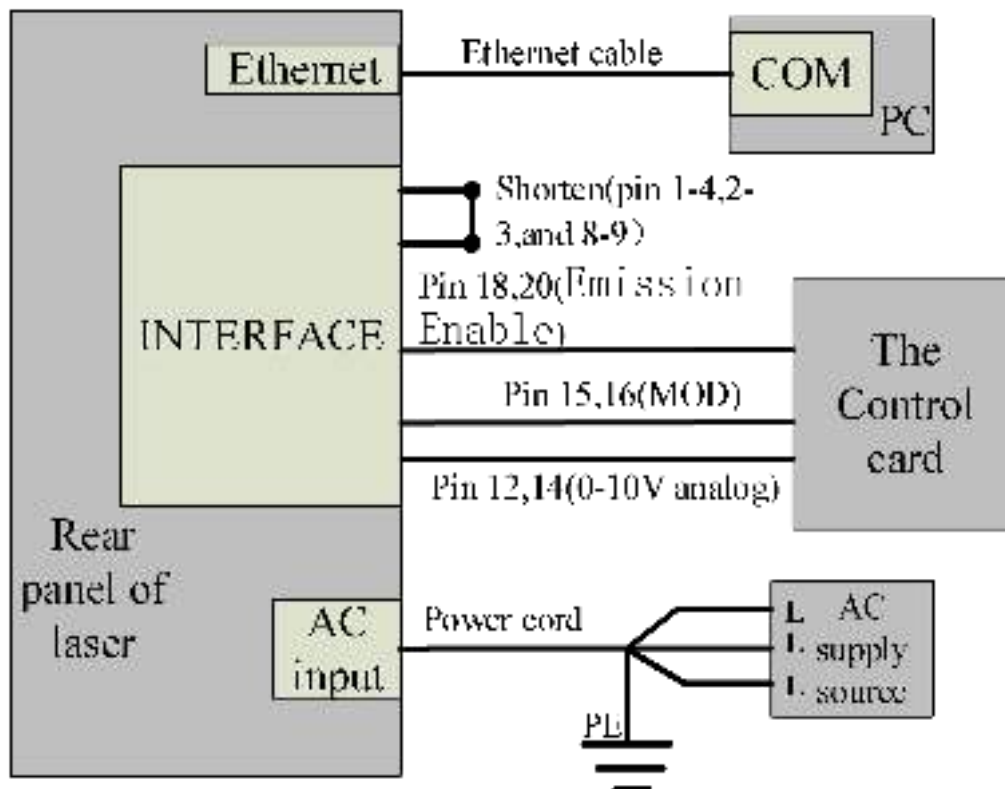 Ethernet
Ethernet cable
COM
PC
Shorten(pin 1-4,2-
3,and 8-9)
Pin 18,20(Emission
Enable)
INTERFACE
Pin 15,16(MOD)
Pin 12,14(0-10V analog)
The
Control
card
Rear
panel of
laser
AC
input
Power cord
PE
L AC
L supply
L source